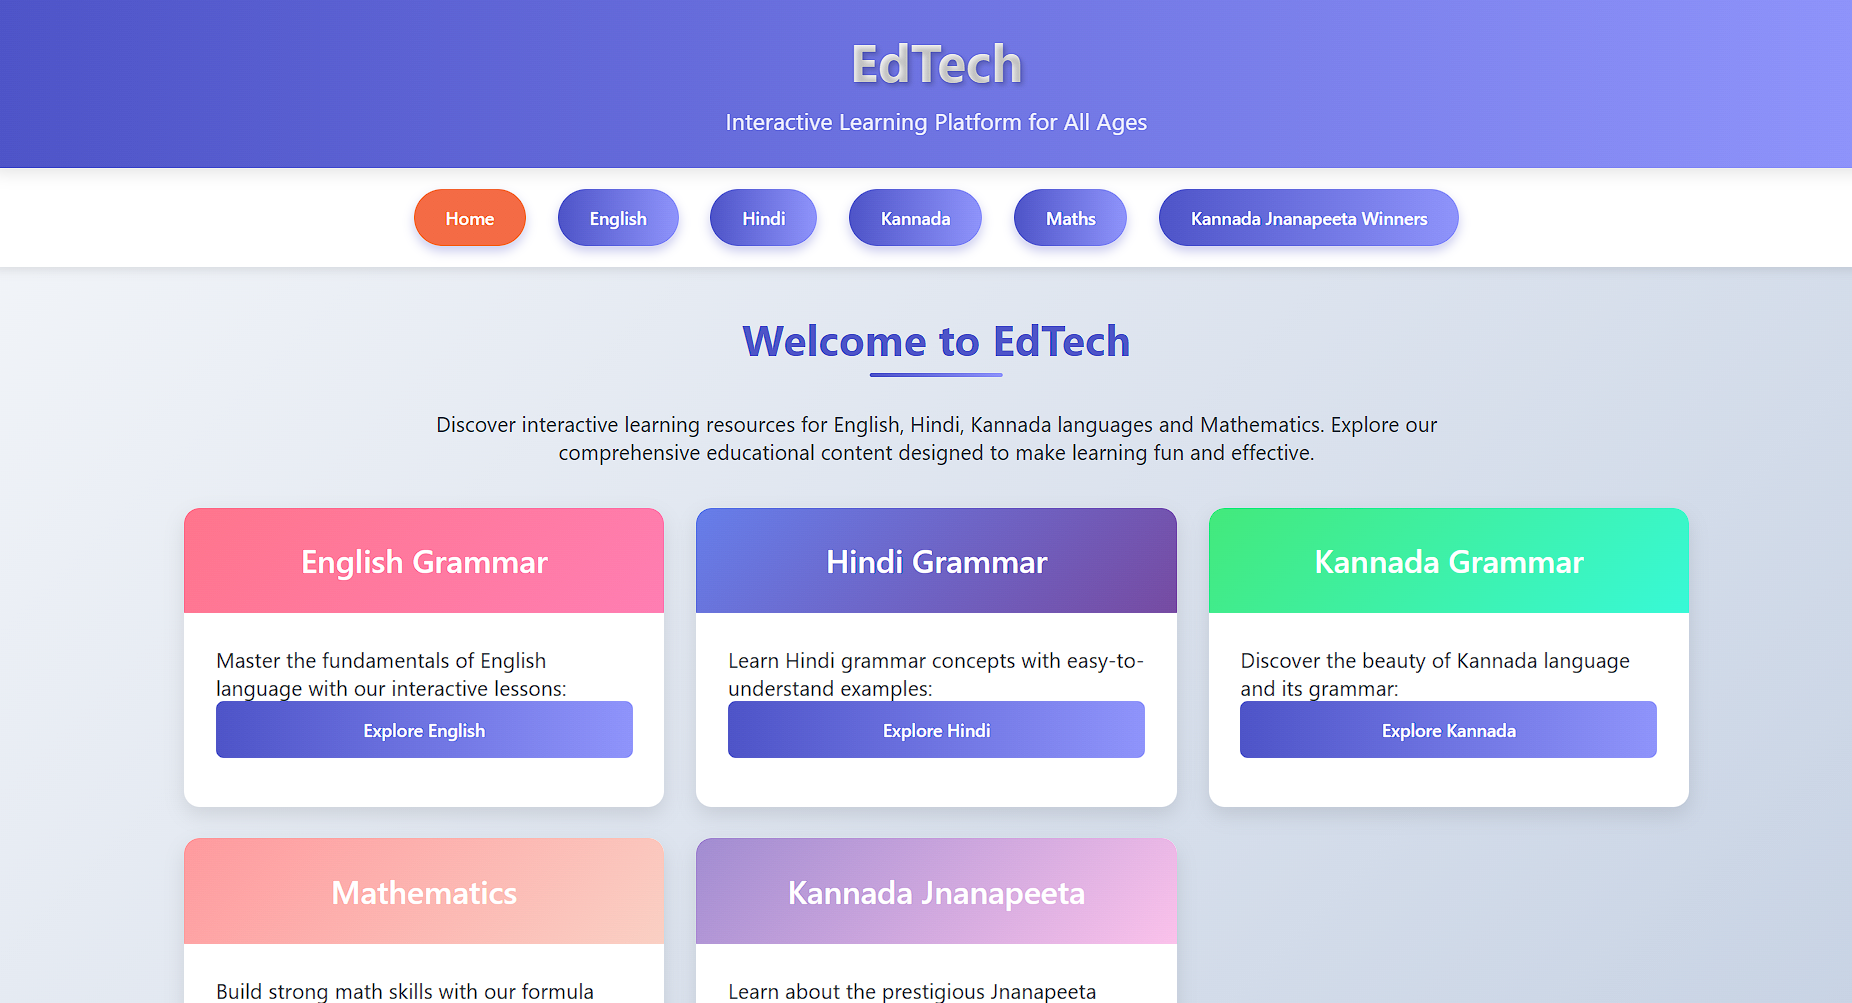 EdTech
Interactive Learning Platform for All Ages
Home
English
Hindi
Kannada
Maths
Kannada Jnanapeeta Winners
Welcome to EdTech
Discover interactive learning resources for English, Hindi, Kannada languages and Mathematics. Explore our
comprehensive educational content designed to make learning fun and effective.
English Grammar
Master the fundamentals of English
language with our interactive lessons:
Explore English
Hindi Grammar
Learn Hindi grammar concepts with easy-to-
understand examples:
Explore Hindi
Kannada Grammar
Discover the beauty of Kannada language
and its grammar:
Explore Kannada
Mathematics
Build strong math skills with our formula
Kannada Jnanapeeta
Learn about the prestigious Jnanapeeta